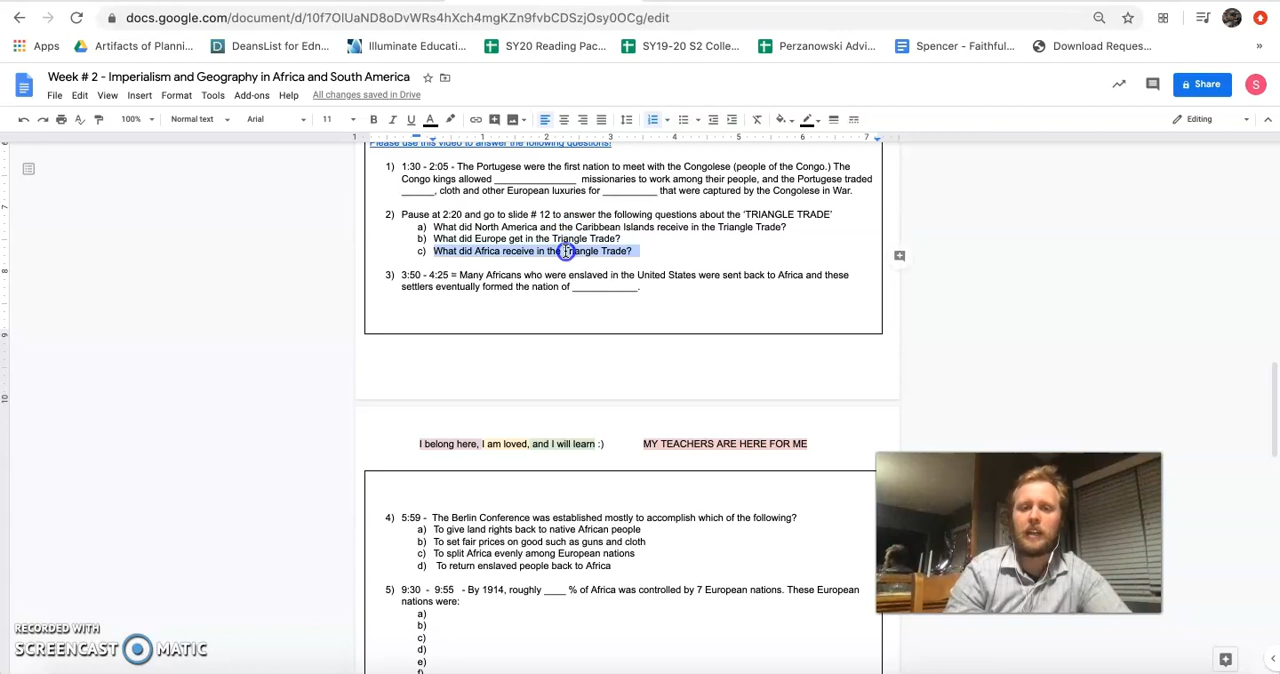 docs.google.com/document/d/10f7OlUaND8oDvWRs4hXch4mgKZn9fvbCDSzjOsy0OCg/edit
Apps Artifacts of Planni... DeansList for Edn... Illuminate Educati... SY20 Reading Pac... SY19-20 S2 Colle... Perzanowski Advi... Spencer - Faithful... Download Reques... »
Week # 2 - Imperialism and Geography in Africa and South America
Share S
File Edit View Insert Format Tools Add-ons Help All changes saved in Drive
100% Normal text Arial 11 B I U A Editing
1 1 2 3 4 5 6 7
Please use this video to answer the following questions!
1) 1:30 - 2:05 - The Portugese were the first nation to meet with the Congolese (people of the Congo.) The
Congo kings allowed ______________ missionaries to work among their people, and the Portugese traded
______, cloth and other European luxuries for __________ that were captured by the Congolese in War.
2) Pause at 2:20 and go to slide # 12 to answer the following questions about the 'TRIANGLE TRADE'
a) What did North America and the Caribbean Islands receive in the Triangle Trade?
b) What did Europe get in the Triangle Trade?
c) What did Africa receive in the Triangle Trade?
3) 3:50 - 4:25 = Many Africans who were enslaved in the United States were sent back to Africa and these
settlers eventually formed the nation of ____________.
7
8
9
10
I belong here, I am loved, and I will learn :) MY TEACHERS ARE HERE FOR ME
4) 5:59 - The Berlin Conference was established mostly to accomplish which of the following?
a) To give land rights back to native African people
b) To set fair prices on good such as guns and cloth
c) To split Africa evenly among European nations
d) To return enslaved people back to Africa
5) 9:30 - 9:55 - By 1914, roughly ____ % of Africa was controlled by 7 European nations. These European
nations were:
a)
b)
c)
d)
e)
f)
RECORDED WITH
SCREENCAST MATIC